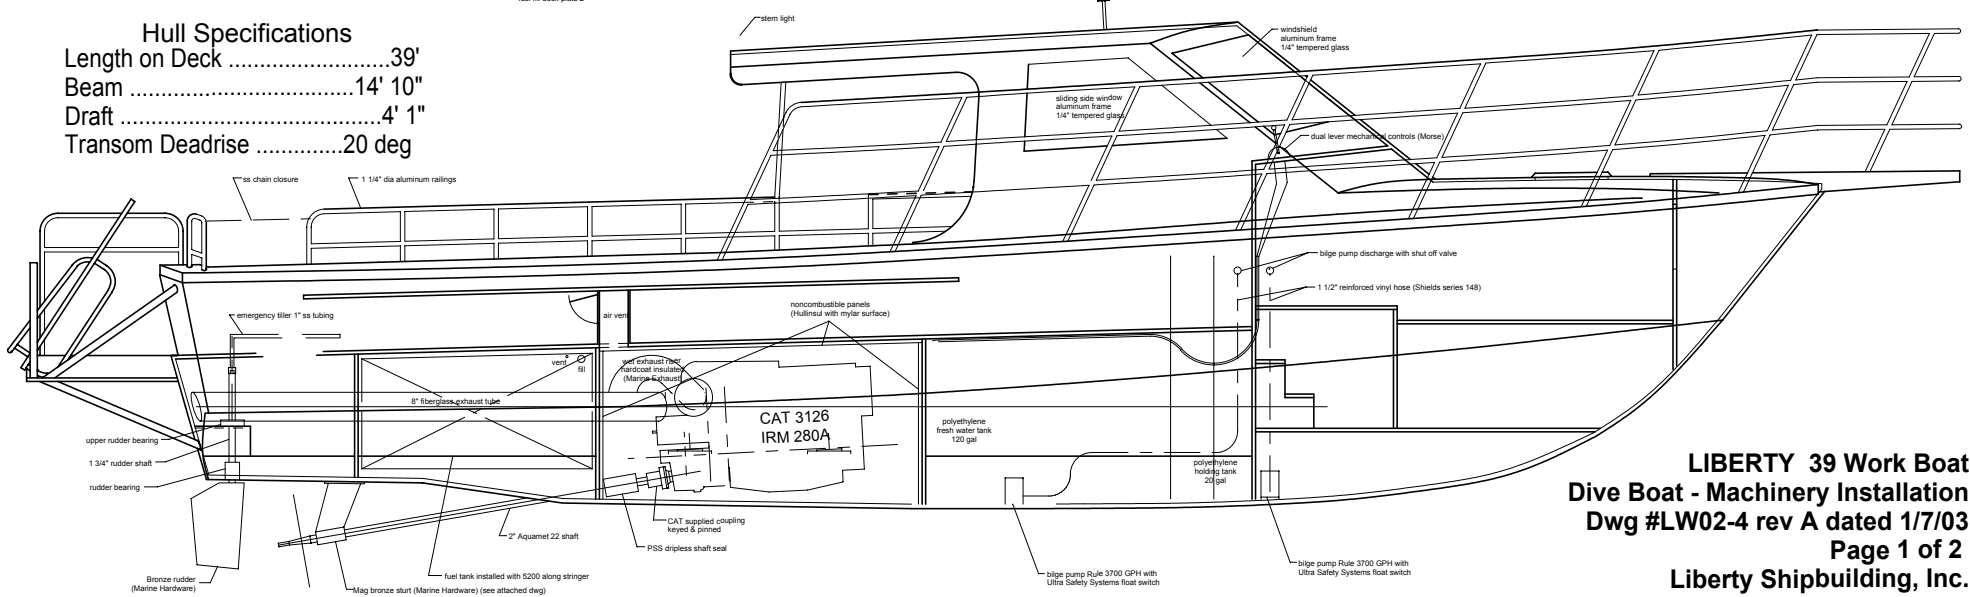 Hull Specifications
Length on Deck ..........................39'
Beam ....................................14' 10"
Draft ..........................................4' 1"
Transom Deadrise ..............20 deg
stern light
windshield
aluminum frame
1/4" tempered glass
sliding side window
aluminum frame
1/4" tempered glass
dual lever mechanical controls (Morse)
ss chain closure
1 1/4" dia aluminum railings
bilge pump discharge with shut off valve
1 1/2" reinforced vinyl hose (Shields series 148)
noncombustible panels
(Hullinsul with mylar surface)
emergency tiller 1" ss tubing
air vent
vent
fill
wet exhaust riser
hardcoat insulated
(Marine Exhaust)
8" fiberglass exhaust tube
CAT 3126
IRM 280A
polyethylene
fresh water tank
120 gal
polyethylene
holding tank
20 gal
upper rudder bearing
1 3/4" rudder shaft
rudder bearing
CAT supplied coupling
keyed & pinned
2" Aquamet 22 shaft
PSS dripless shaft seal
Bronze rudder
(Marine Hardware)
fuel tank installed with 5200 along stringer
Mag bronze sturt (Marine Hardware) (see attached dwg)
bilge pump Rule 3700 GPH with
Ultra Safety Systems float switch
bilge pump Rule 3700 GPH with
Ultra Safety Systems float switch
LIBERTY 39 Work Boat
Dive Boat - Machinery Installation
Dwg #LW02-4 rev A dated 1/7/03
Page 1 of 2
Liberty Shipbuilding, Inc.